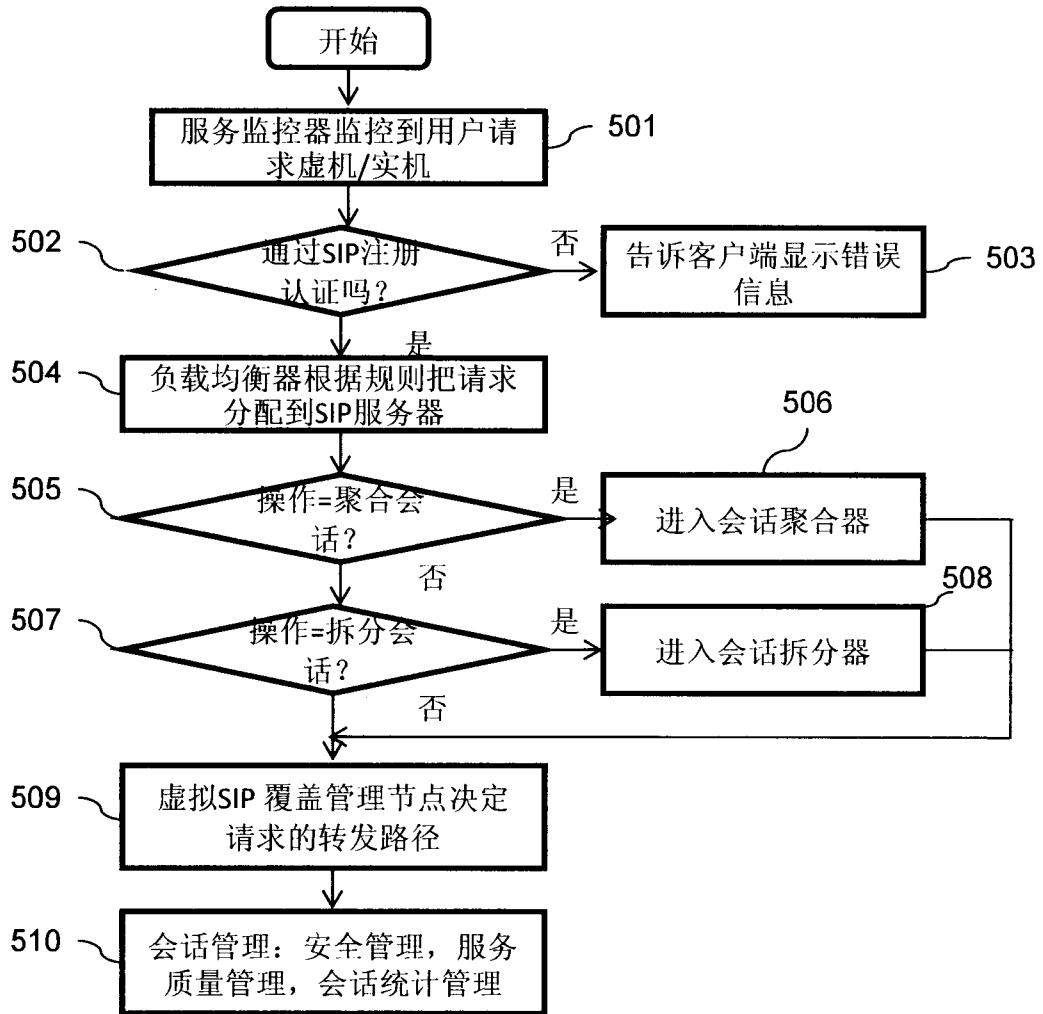 开始
服务监控器监控到用户请
求虚机/实机
501
502
通过SIP注册
认证吗？
否
告诉客户端显示错误
信息
503
是
504
负载均衡器根据规则把请求
分配到SIP服务器
506
505
操作=聚合会
话？
是
进入会话聚合器
否
508
507
操作=拆分会
话？
是
进入会话拆分器
否
509
虚拟SIP 覆盖管理节点决定
请求的转发路径
510
会话管理：安全管理，服务
质量管理，会话统计管理